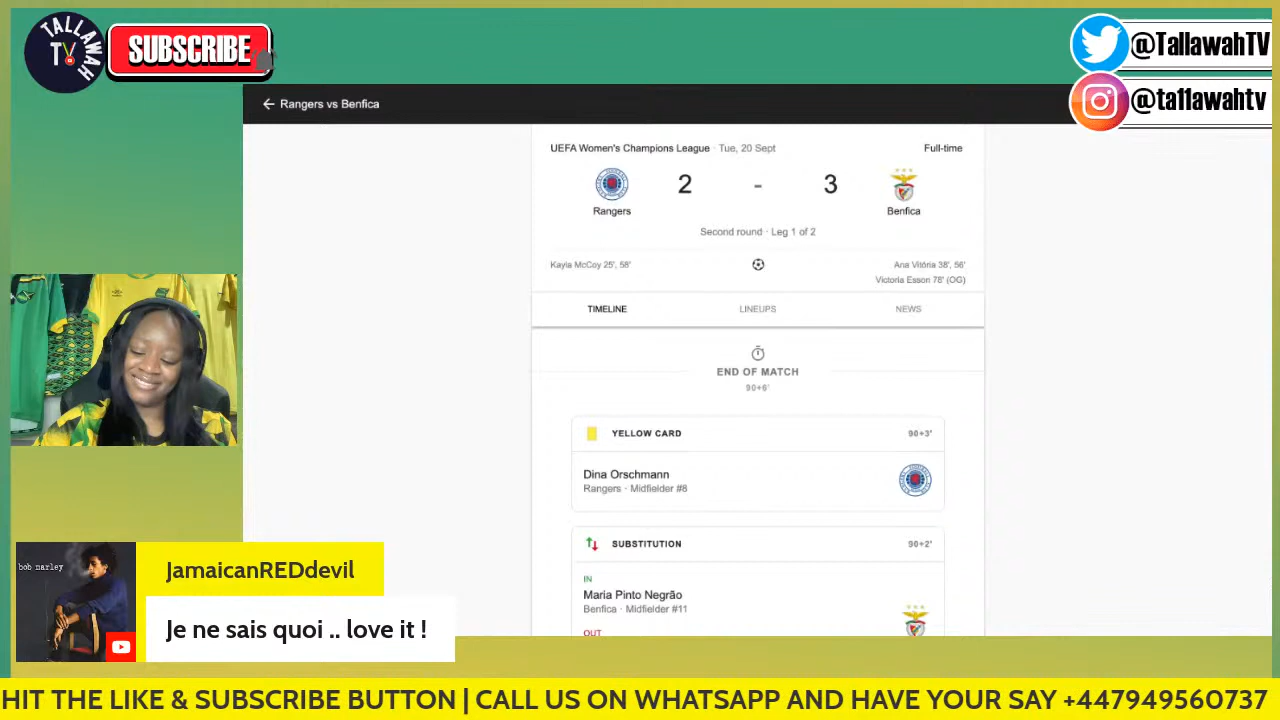 TALLAWAH
TV
SUBSCRIBE
@TallawahTV
@ta11awahtv
Rangers vs Benfica
UEFA Women's Champions League · Tue, 20 Sept
Full-time
2 - 3
Rangers
Benfica
Second round · Leg 1 of 2
Kayla McCoy 25', 58'
Ana Vitória 38', 56'
Victoria Esson 78' (OG)
TIMELINE
LINEUPS
NEWS
END OF MATCH
90+6'
YELLOW CARD
90+3'
Dina Orschmann
Rangers · Midfielder #8
SUBSTITUTION
90+2'
IN
Maria Pinto Negrão
Benfica · Midfielder #11
OUT
bob marley
JamaicanREDdevil
Je ne sais quoi .. love it !
HIT THE LIKE & SUBSCRIBE BUTTON | CALL US ON WHATSAPP AND HAVE YOUR SAY +447949560737